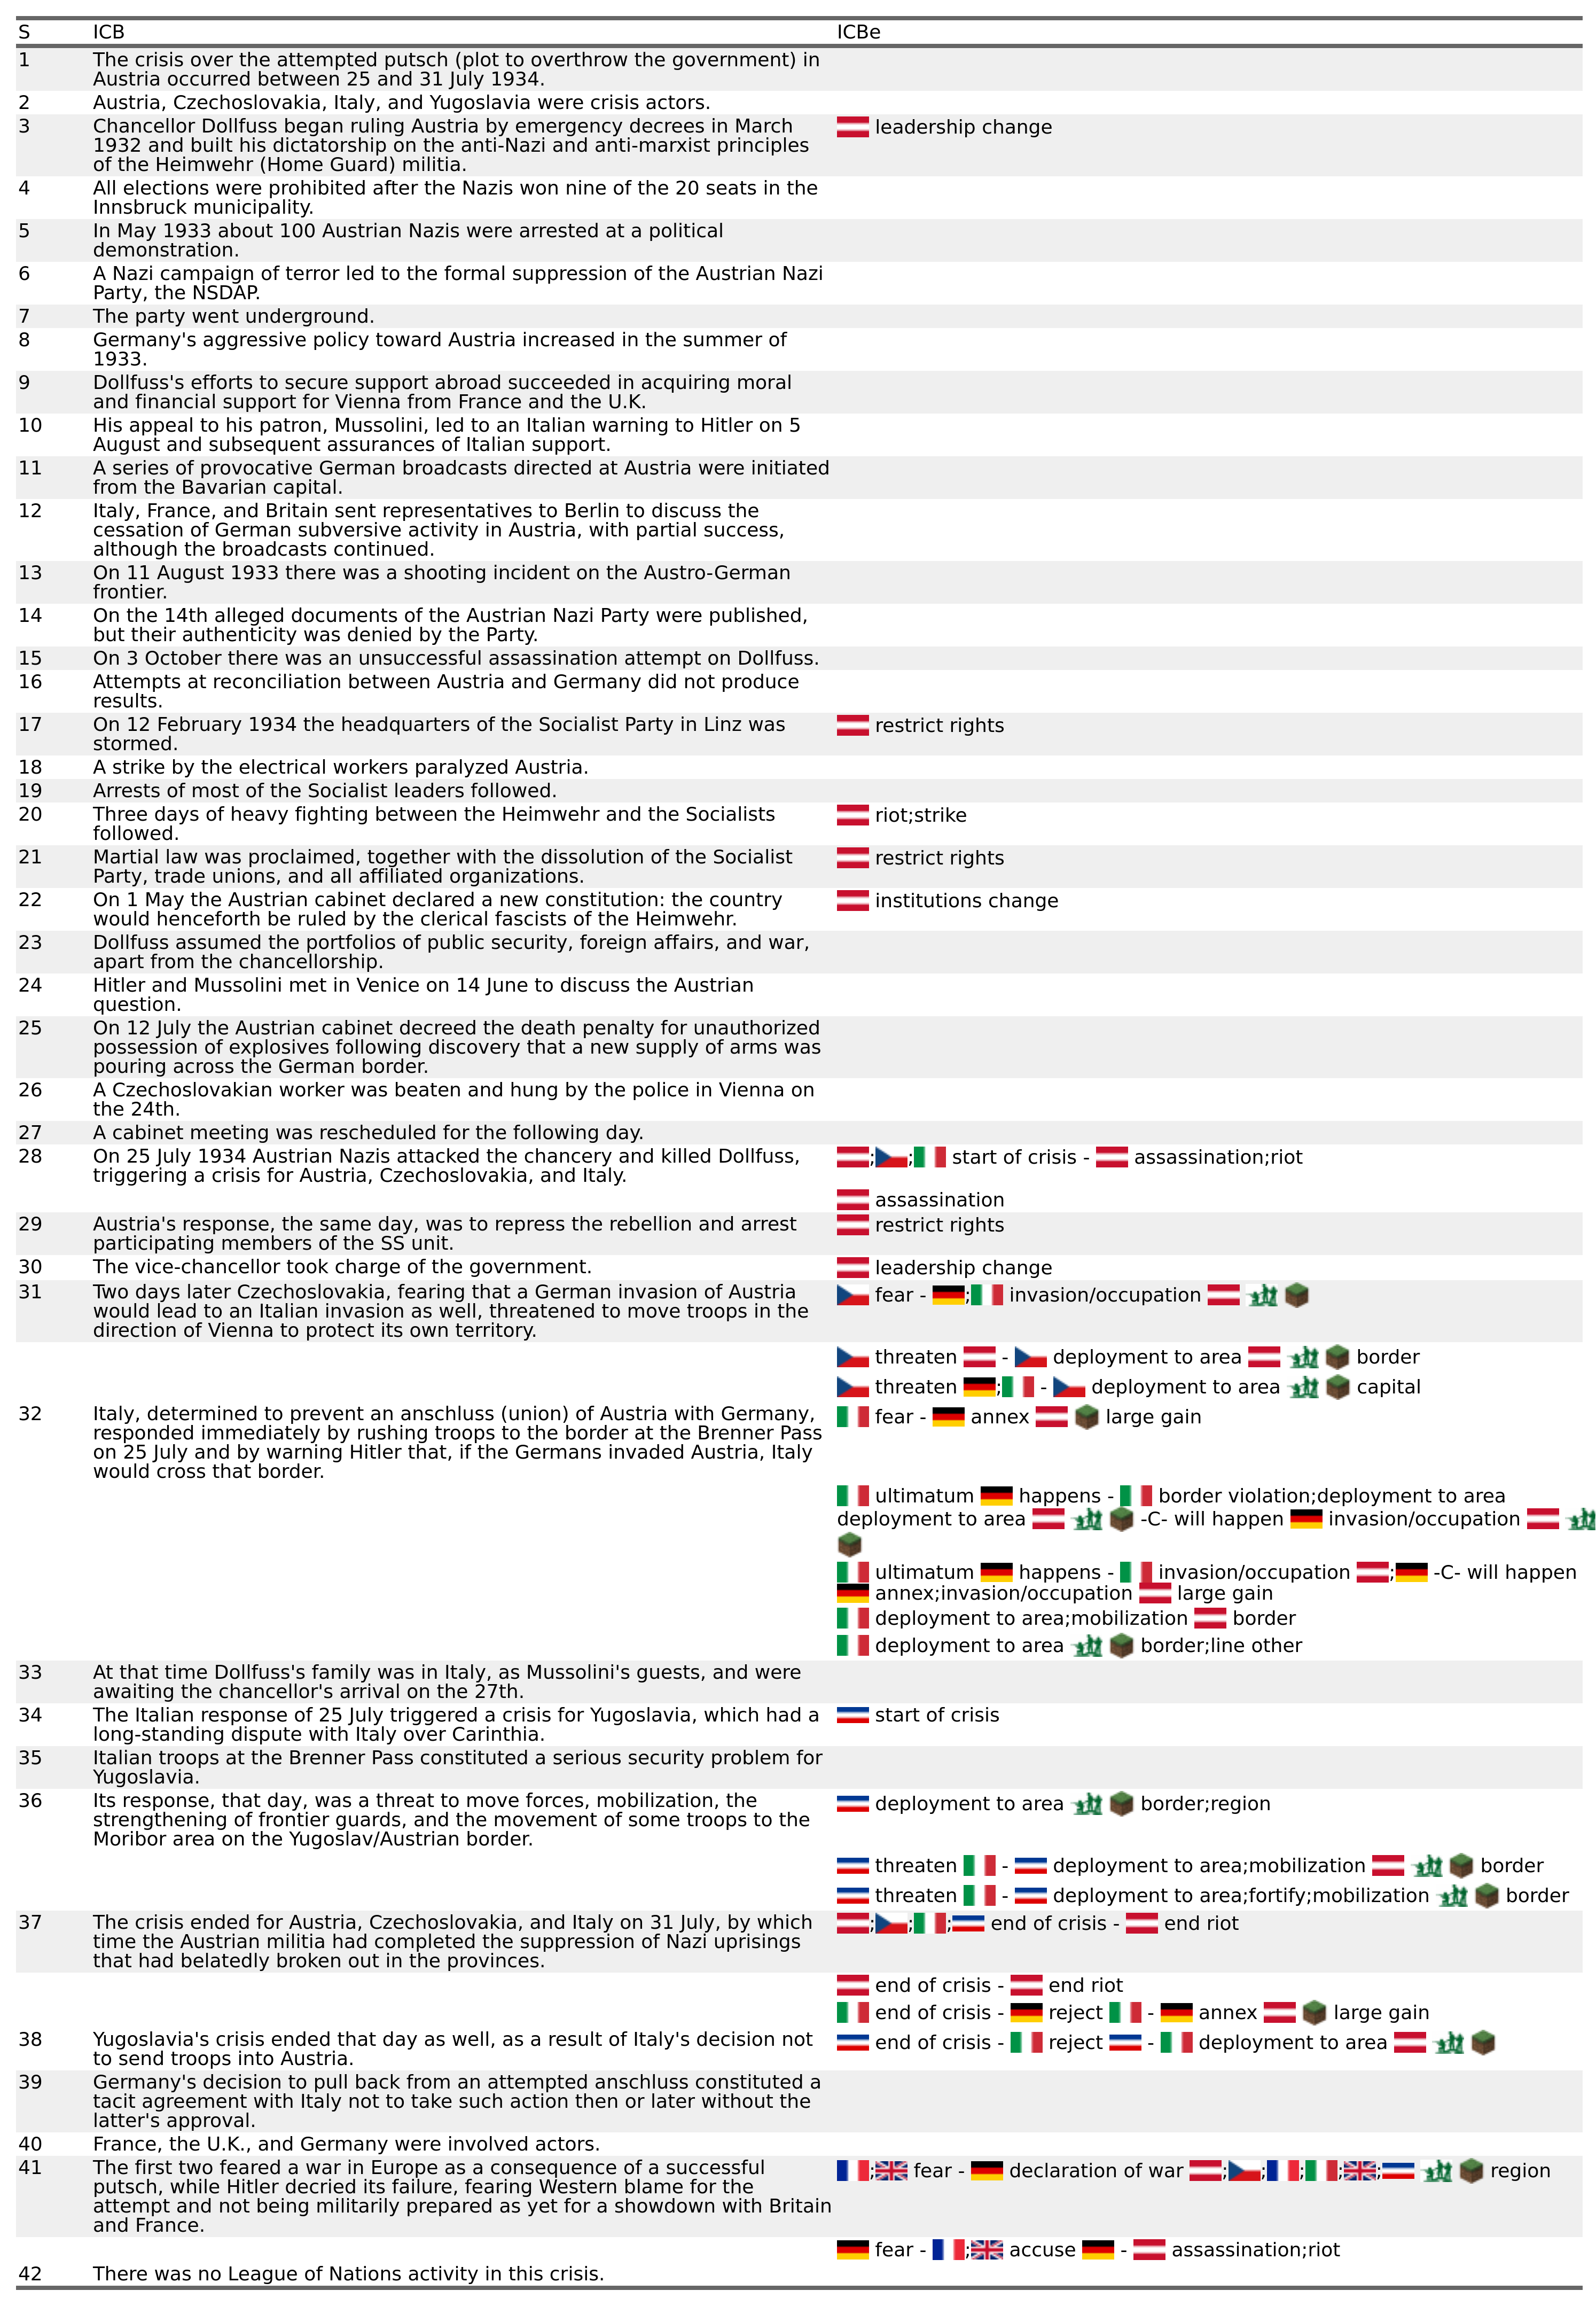 S ICB ICBe
1 The crisis over the attempted putsch (plot to overthrow the government) in
Austria occurred between 25 and 31 July 1934.
2 Austria, Czechoslovakia, Italy, and Yugoslavia were crisis actors.
3 Chancellor Dollfuss began ruling Austria by emergency decrees in March leadership change
1932 and built his dictatorship on the anti-Nazi and anti-marxist principles
of the Heimwehr (Home Guard) militia.
4 All elections were prohibited after the Nazis won nine of the 20 seats in the
Innsbruck municipality.
5 In May 1933 about 100 Austrian Nazis were arrested at a political
demonstration.
6 A Nazi campaign of terror led to the formal suppression of the Austrian Nazi
Party, the NSDAP.
7 The party went underground.
8 Germany's aggressive policy toward Austria increased in the summer of
1933.
9 Dollfuss's efforts to secure support abroad succeeded in acquiring moral
and financial support for Vienna from France and the U.K.
10 His appeal to his patron, Mussolini, led to an Italian warning to Hitler on 5
August and subsequent assurances of Italian support.
11 A series of provocative German broadcasts directed at Austria were initiated
from the Bavarian capital.
12 Italy, France, and Britain sent representatives to Berlin to discuss the
cessation of German subversive activity in Austria, with partial success,
although the broadcasts continued.
13 On 11 August 1933 there was a shooting incident on the Austro-German
frontier.
14 On the 14th alleged documents of the Austrian Nazi Party were published,
but their authenticity was denied by the Party.
15 On 3 October there was an unsuccessful assassination attempt on Dollfuss.
16 Attempts at reconciliation between Austria and Germany did not produce
results.
17 On 12 February 1934 the headquarters of the Socialist Party in Linz was restrict rights
stormed.
18 A strike by the electrical workers paralyzed Austria.
19 Arrests of most of the Socialist leaders followed.
20 Three days of heavy fighting between the Heimwehr and the Socialists riot;strike
followed.
21 Martial law was proclaimed, together with the dissolution of the Socialist restrict rights
Party, trade unions, and all affiliated organizations.
22 On 1 May the Austrian cabinet declared a new constitution: the country institutions change
would henceforth be ruled by the clerical fascists of the Heimwehr.
23 Dollfuss assumed the portfolios of public security, foreign affairs, and war,
apart from the chancellorship.
24 Hitler and Mussolini met in Venice on 14 June to discuss the Austrian
question.
25 On 12 July the Austrian cabinet decreed the death penalty for unauthorized
possession of explosives following discovery that a new supply of arms was
pouring across the German border.
26 A Czechoslovakian worker was beaten and hung by the police in Vienna on
the 24th.
27 A cabinet meeting was rescheduled for the following day.
28 On 25 July 1934 Austrian Nazis attacked the chancery and killed Dollfuss, ; ; start of crisis - assassination;riot
triggering a crisis for Austria, Czechoslovakia, and Italy.
assassination
29 Austria's response, the same day, was to repress the rebellion and arrest restrict rights
participating members of the SS unit.
30 The vice-chancellor took charge of the government. leadership change
31 Two days later Czechoslovakia, fearing that a German invasion of Austria fear - ; invasion/occupation
would lead to an Italian invasion as well, threatened to move troops in the
direction of Vienna to protect its own territory.
threaten - deployment to area border
threaten ; - deployment to area capital
32 Italy, determined to prevent an anschluss (union) of Austria with Germany, fear - annex large gain
responded immediately by rushing troops to the border at the Brenner Pass
on 25 July and by warning Hitler that, if the Germans invaded Austria, Italy
would cross that border.
ultimatum happens - border violation;deployment to area
deployment to area -C- will happen invasion/occupation
ultimatum happens - invasion/occupation ; -C- will happen
annex;invasion/occupation large gain
deployment to area;mobilization border
deployment to area border;line other
33 At that time Dollfuss's family was in Italy, as Mussolini's guests, and were
awaiting the chancellor's arrival on the 27th.
34 The Italian response of 25 July triggered a crisis for Yugoslavia, which had a start of crisis
long-standing dispute with Italy over Carinthia.
35 Italian troops at the Brenner Pass constituted a serious security problem for
Yugoslavia.
36 Its response, that day, was a threat to move forces, mobilization, the deployment to area border;region
strengthening of frontier guards, and the movement of some troops to the
Moribor area on the Yugoslav/Austrian border.
threaten - deployment to area;mobilization border
threaten - deployment to area;fortify;mobilization border
37 The crisis ended for Austria, Czechoslovakia, and Italy on 31 July, by which ; ; ; end of crisis - end riot
time the Austrian militia had completed the suppression of Nazi uprisings
that had belatedly broken out in the provinces.
end of crisis - end riot
end of crisis - reject - annex large gain
38 Yugoslavia's crisis ended that day as well, as a result of Italy's decision not end of crisis - reject - deployment to area
to send troops into Austria.
39 Germany's decision to pull back from an attempted anschluss constituted a
tacit agreement with Italy not to take such action then or later without the
latter's approval.
40 France, the U.K., and Germany were involved actors.
41 The first two feared a war in Europe as a consequence of a successful ; fear - declaration of war ; ; ; ; ; region
putsch, while Hitler decried its failure, fearing Western blame for the
attempt and not being militarily prepared as yet for a showdown with Britain
and France.
fear - ; accuse - assassination;riot
42 There was no League of Nations activity in this crisis.